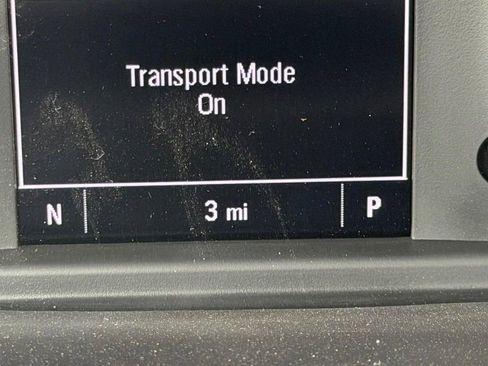 Transport Mode
On
N 3 mi P